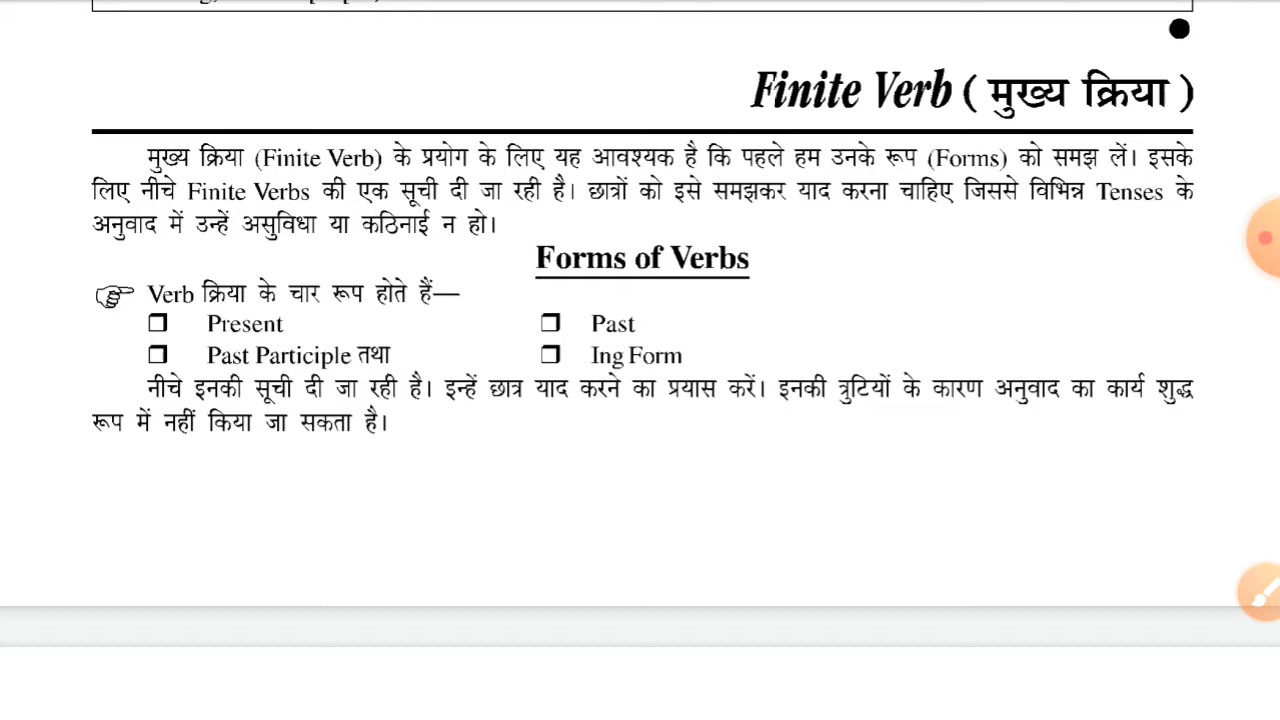 Finite Verb ( मुख्य क्रिया )
मुख्य क्रिया (Finite Verb) के प्रयोग के लिए यह आवश्यक है कि पहले हम उनके रूप (Forms) को समझ लें। इसके
लिए नीचे Finite Verbs की एक सूची दी जा रही है। छात्रों को इसे समझकर याद करना चाहिए जिससे विभिन्न Tenses के
अनुवाद में उन्हें असुविधा या कठिनाई न हो।
Forms of Verbs
Verb क्रिया के चार रूप होते हैं—
Present Past
Past Participle तथा Ing Form
नीचे इनकी सूची दी जा रही है। इन्हें छात्र याद करने का प्रयास करें। इनकी त्रुटियों के कारण अनुवाद का कार्य शुद्ध
रूप में नहीं किया जा सकता है।